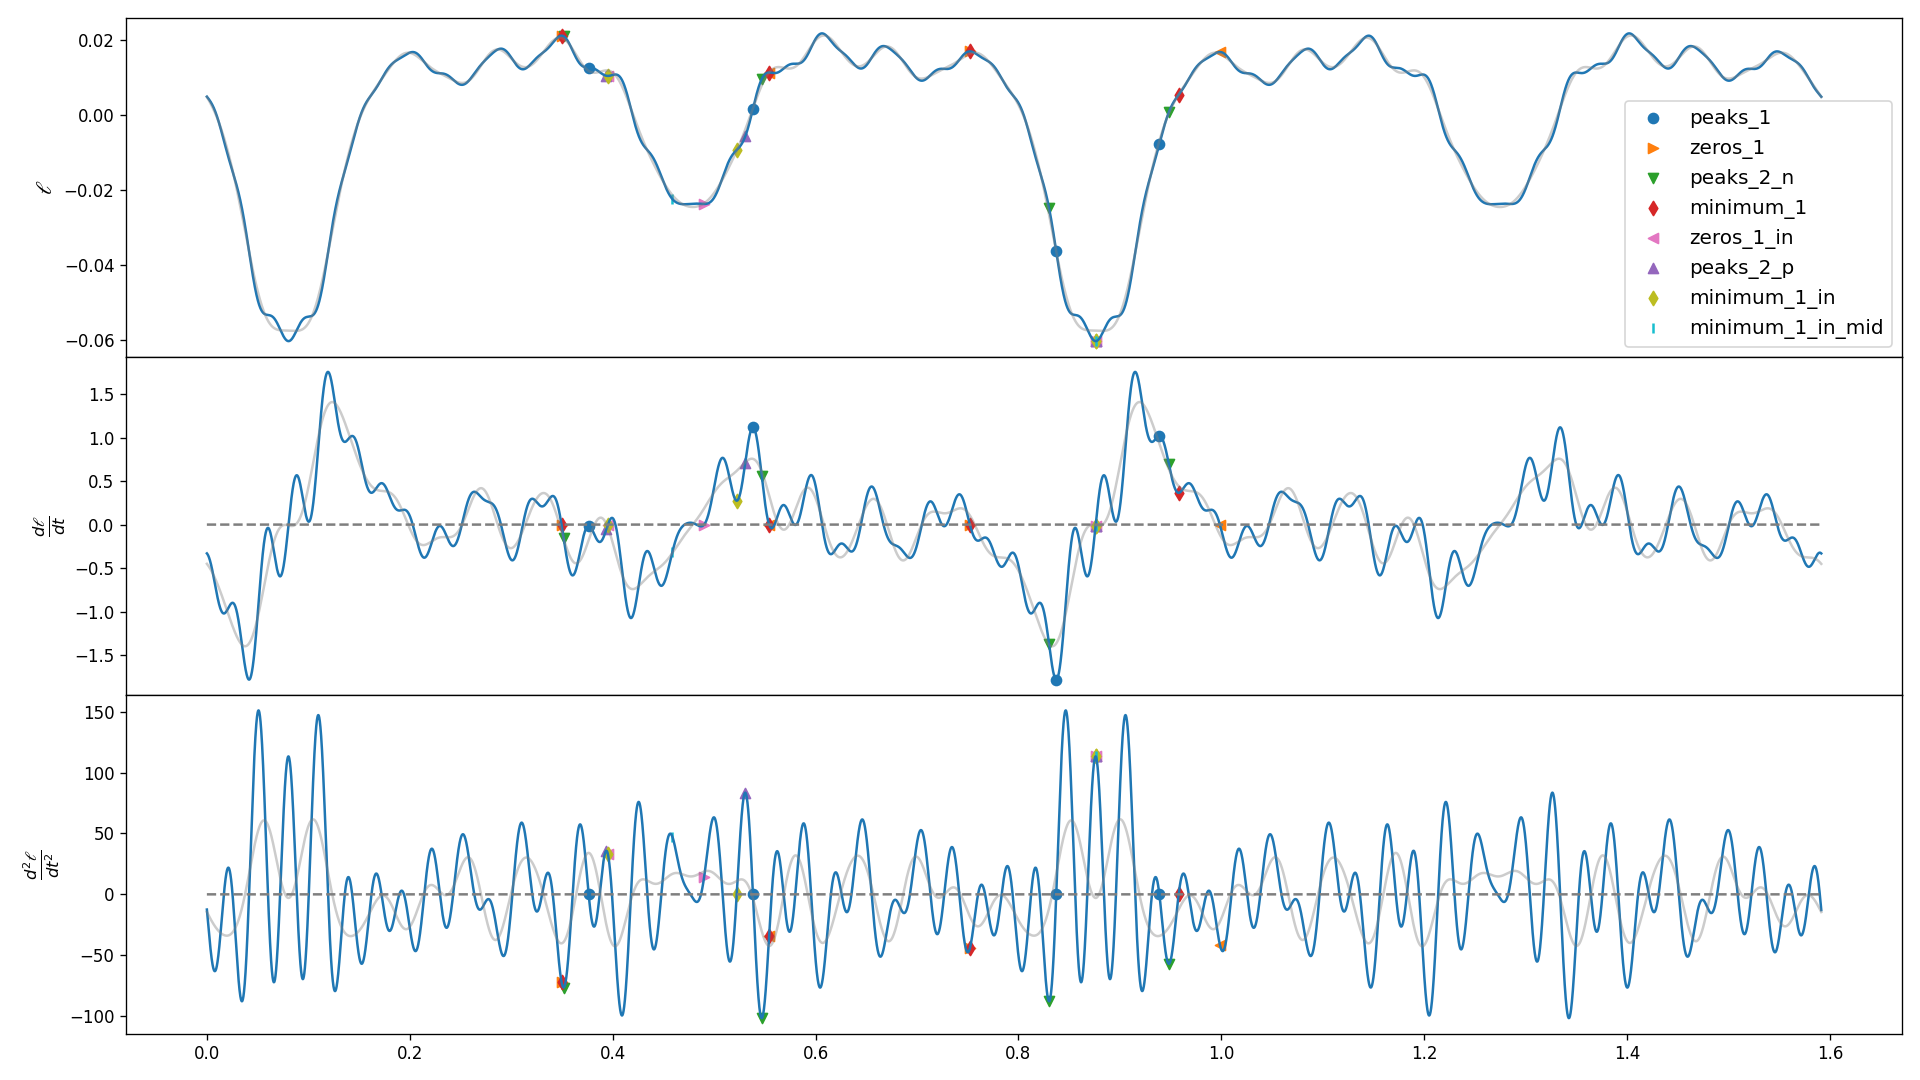 0.02
0.00
−0.02
−0.04
−0.06
ℓ
peaks_1
zeros_1
peaks_2_n
minimum_1
zeros_1_in
peaks_2_p
minimum_1_in
minimum_1_in_mid
1.5
1.0
0.5
0.0
−0.5
−1.0
−1.5
dℓ
dt
150
100
50
0
−50
−100
d²ℓ
dt²
0.0 0.2 0.4 0.6 0.8 1.0 1.2 1.4 1.6